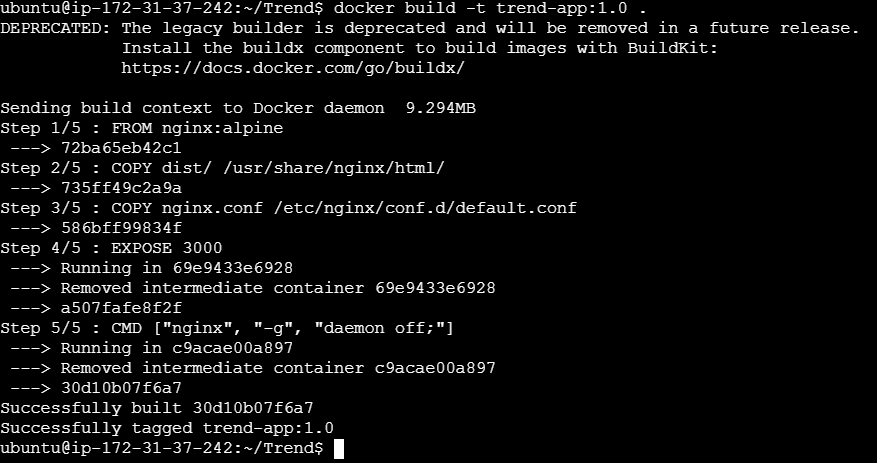 ubuntu@ip-172-31-37-242:~/Trend$ docker build -t trend-app:1.0 .
DEPRECATED: The legacy builder is deprecated and will be removed in a future release.
            Install the buildx component to build images with BuildKit:
            https://docs.docker.com/go/buildx/

Sending build context to Docker daemon  9.294MB
Step 1/5 : FROM nginx:alpine
 ---> 72ba65eb42c1
Step 2/5 : COPY dist/ /usr/share/nginx/html/
 ---> 735ff49c2a9a
Step 3/5 : COPY nginx.conf /etc/nginx/conf.d/default.conf
 ---> 586bff99834f
Step 4/5 : EXPOSE 3000
 ---> Running in 69e9433e6928
 ---> Removed intermediate container 69e9433e6928
 ---> a507fafe8f2f
Step 5/5 : CMD ["nginx", "-g", "daemon off;"]
 ---> Running in c9acae00a897
 ---> Removed intermediate container c9acae00a897
 ---> 30d10b07f6a7
Successfully built 30d10b07f6a7
Successfully tagged trend-app:1.0
ubuntu@ip-172-31-37-242:~/Trend$